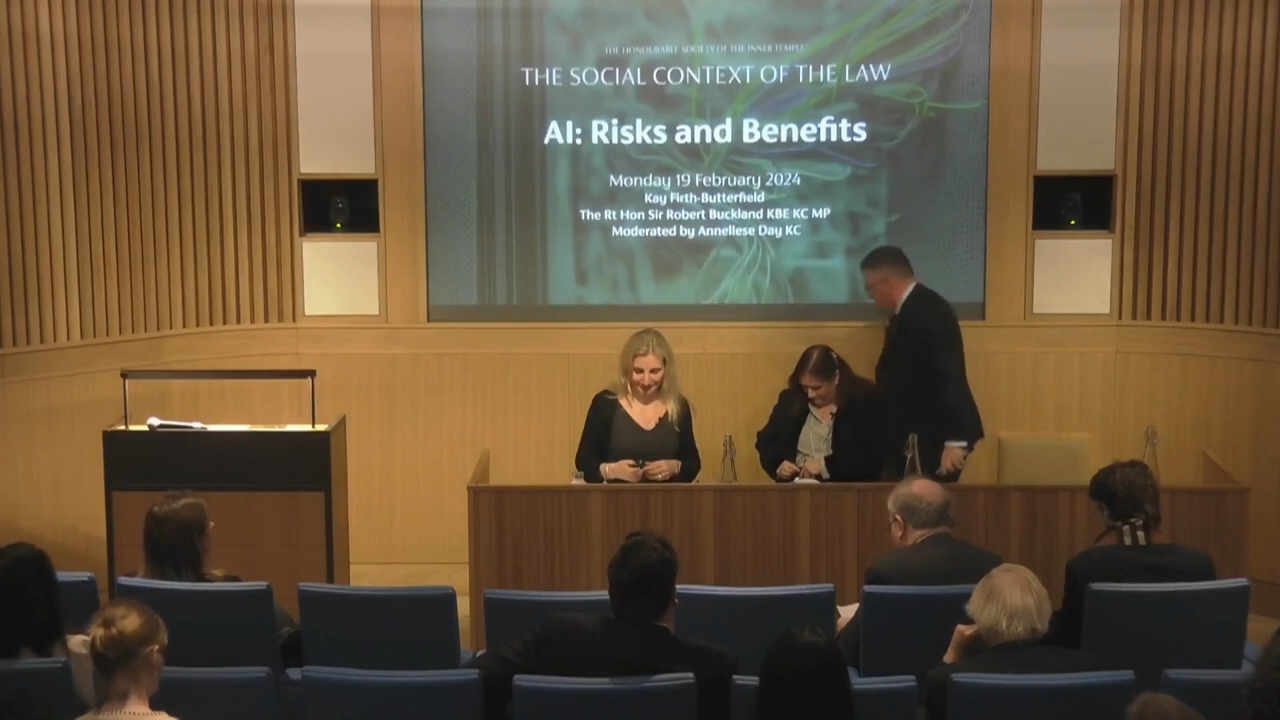 THE HONOURABLE SOCIETY OF THE INNER TEMPLE
THE SOCIAL CONTEXT OF THE LAW
AI: Risks and Benefits
Monday 19 February 2024
Kay Firth-Butterfield
The Rt Hon Sir Robert Buckland KBE KC MP
Moderated by Anneliese Day KC